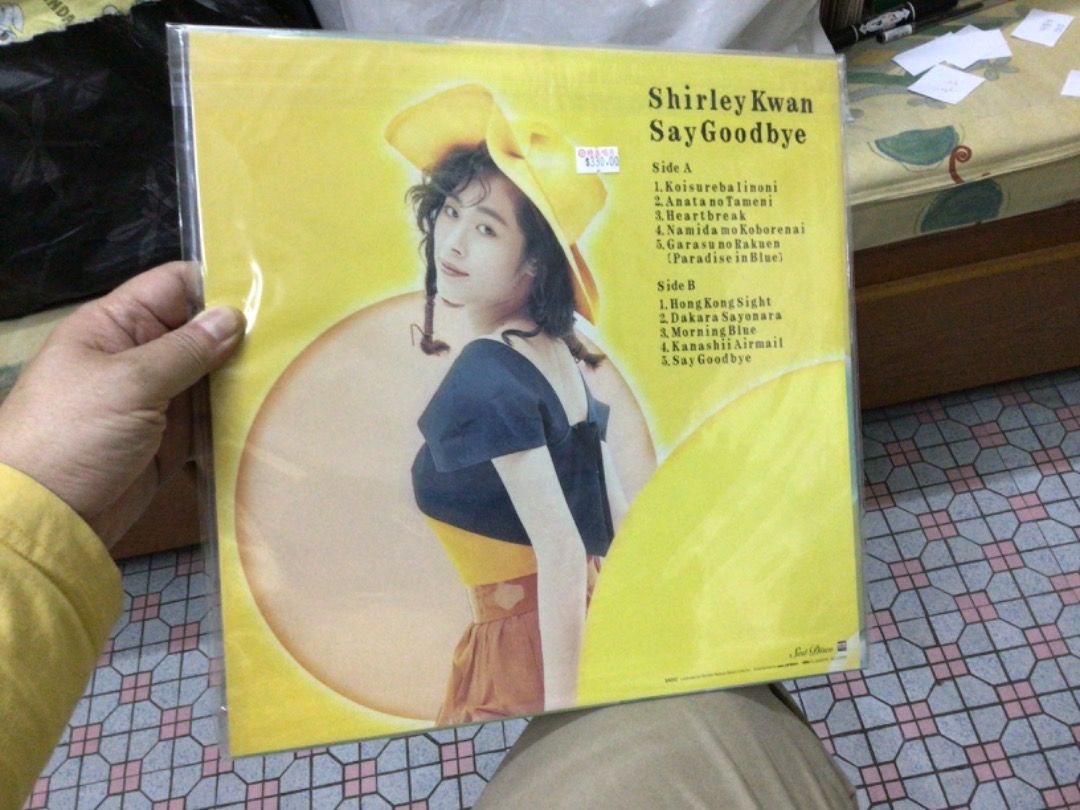 Shirley Kwan
Say Goodbye
$330.00
Side A
1. Koisureba Iinoni
2. Anata no Tameni
3. Heartbreak
4. Namida mo Koborenai
5. Garasu no Rakuen
(Paradise in Blue)
Side B
1. Hong Kong Sight
2. Dakara Sayonara
3. Morning Blue
4. Kanashii Airmail
5. Say Goodbye